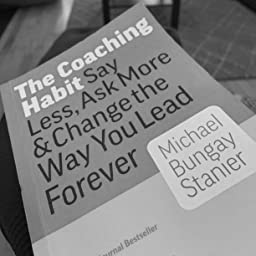 The Coaching
Habit Say
Less, Ask More
& Change the
Way You Lead
Forever
Michael
Bungay
Stanier
Journal Bestseller